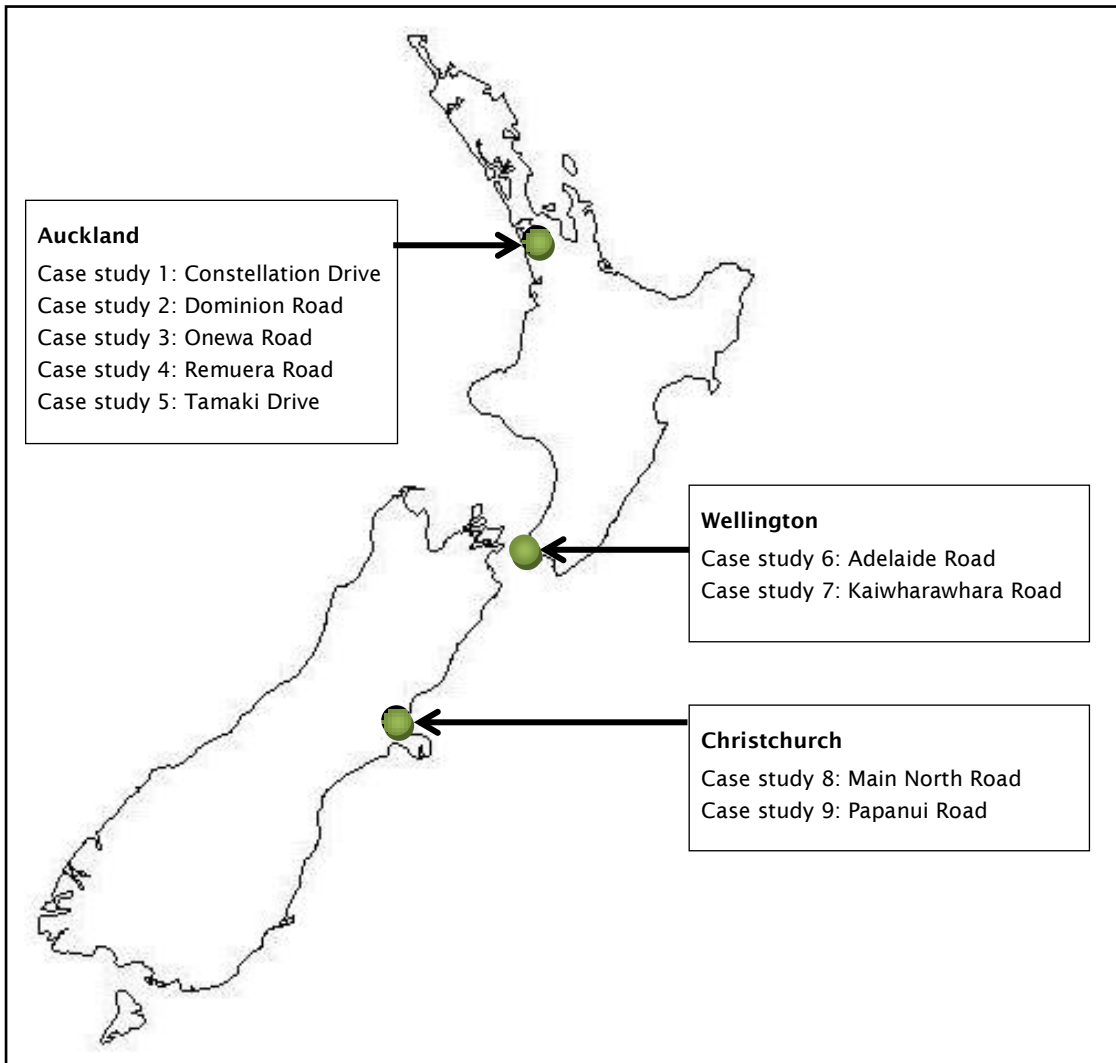 Auckland
Case study 1: Constellation Drive
Case study 2: Dominion Road
Case study 3: Onewa Road
Case study 4: Remuera Road
Case study 5: Tamaki Drive
Wellington
Case study 6: Adelaide Road
Case study 7: Kaiwharawhara Road
Christchurch
Case study 8: Main North Road
Case study 9: Papanui Road